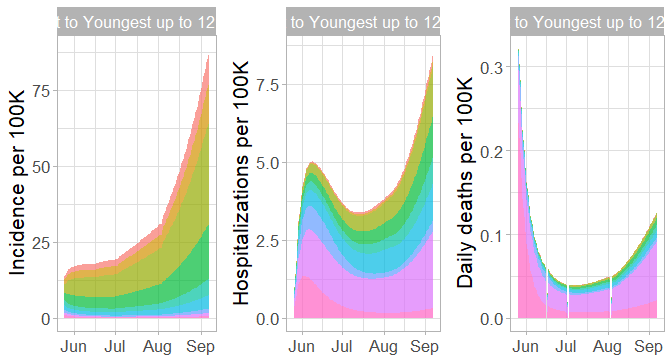 t to Youngest up to 12
to Youngest up to 12
to Youngest up to 12
Incidence per 100K
75
50
25
0
Jun Jul Aug Sep
Hospitalizations per 100K
7.5
5.0
2.5
0.0
Jun Jul Aug Sep
Daily deaths per 100K
0.3
0.2
0.1
0.0
Jun Jul Aug Sep